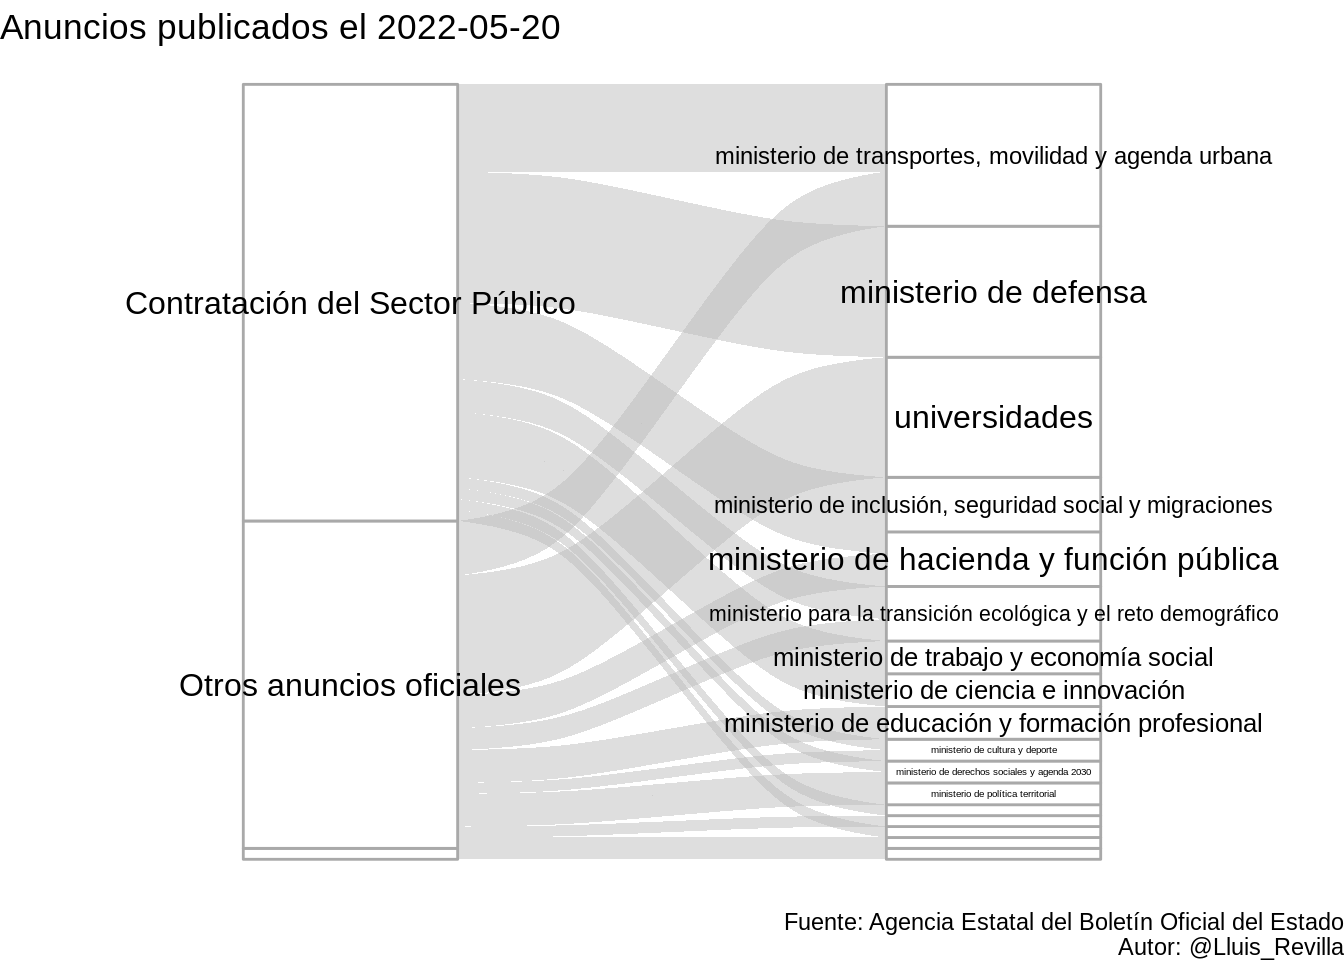 Anuncios publicados el 2022-05-20
ministerio de transportes, movilidad y agenda urbana
Contratación del Sector Público
ministerio de defensa
universidades
ministerio de inclusión, seguridad social y migraciones
ministerio de hacienda y función pública
ministerio para la transición ecológica y el reto demográfico
ministerio de trabajo y economía social
Otros anuncios oficiales
ministerio de ciencia e innovación
ministerio de educación y formación profesional
ministerio de cultura y deporte
ministerio de derechos sociales y agenda 2030
ministerio de política territorial
Fuente: Agencia Estatal del Boletín Oficial del Estado
Autor: @Lluis_Revilla